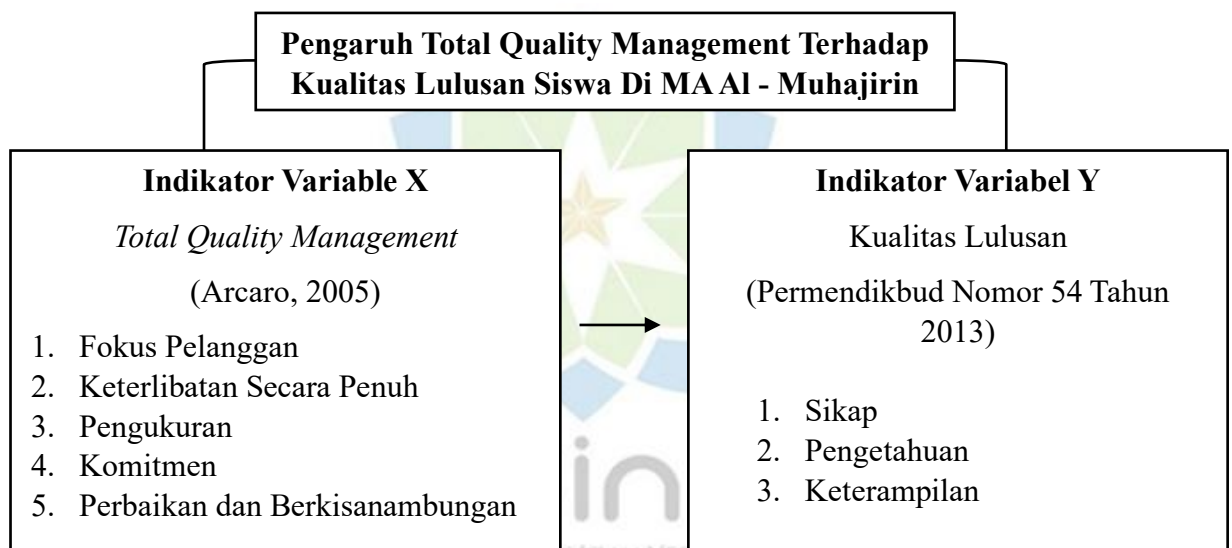 Pengaruh Total Quality Management Terhadap
Kualitas Lulusan Siswa Di MA Al - Muhajirin
Indikator Variable X
Total Quality Management
(Arcaro, 2005)
1. Fokus Pelanggan
2. Keterlibatan Secara Penuh
3. Pengukuran
4. Komitmen
5. Perbaikan dan Berkisanambungan
Indikator Variabel Y
Kualitas Lulusan
(Permendikbud Nomor 54 Tahun
2013)
1. Sikap
2. Pengetahuan
3. Keterampilan
in